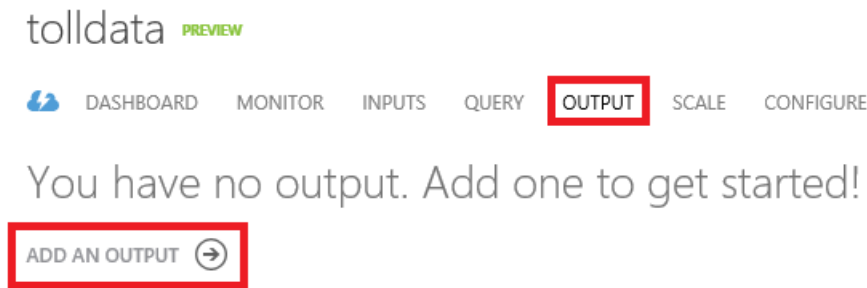 tolldata PREVIEW
DASHBOARD MONITOR INPUTS QUERY OUTPUT SCALE CONFIGURE
You have no output. Add one to get started!
ADD AN OUTPUT